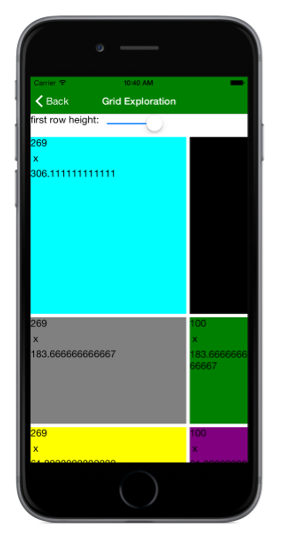 Carrier 10:40 AM
Back Grid Exploration
first row height:
269
x
306.111111111111
269
x
183.666666666667
100
x
183.6666666
66667
269
x
100
x